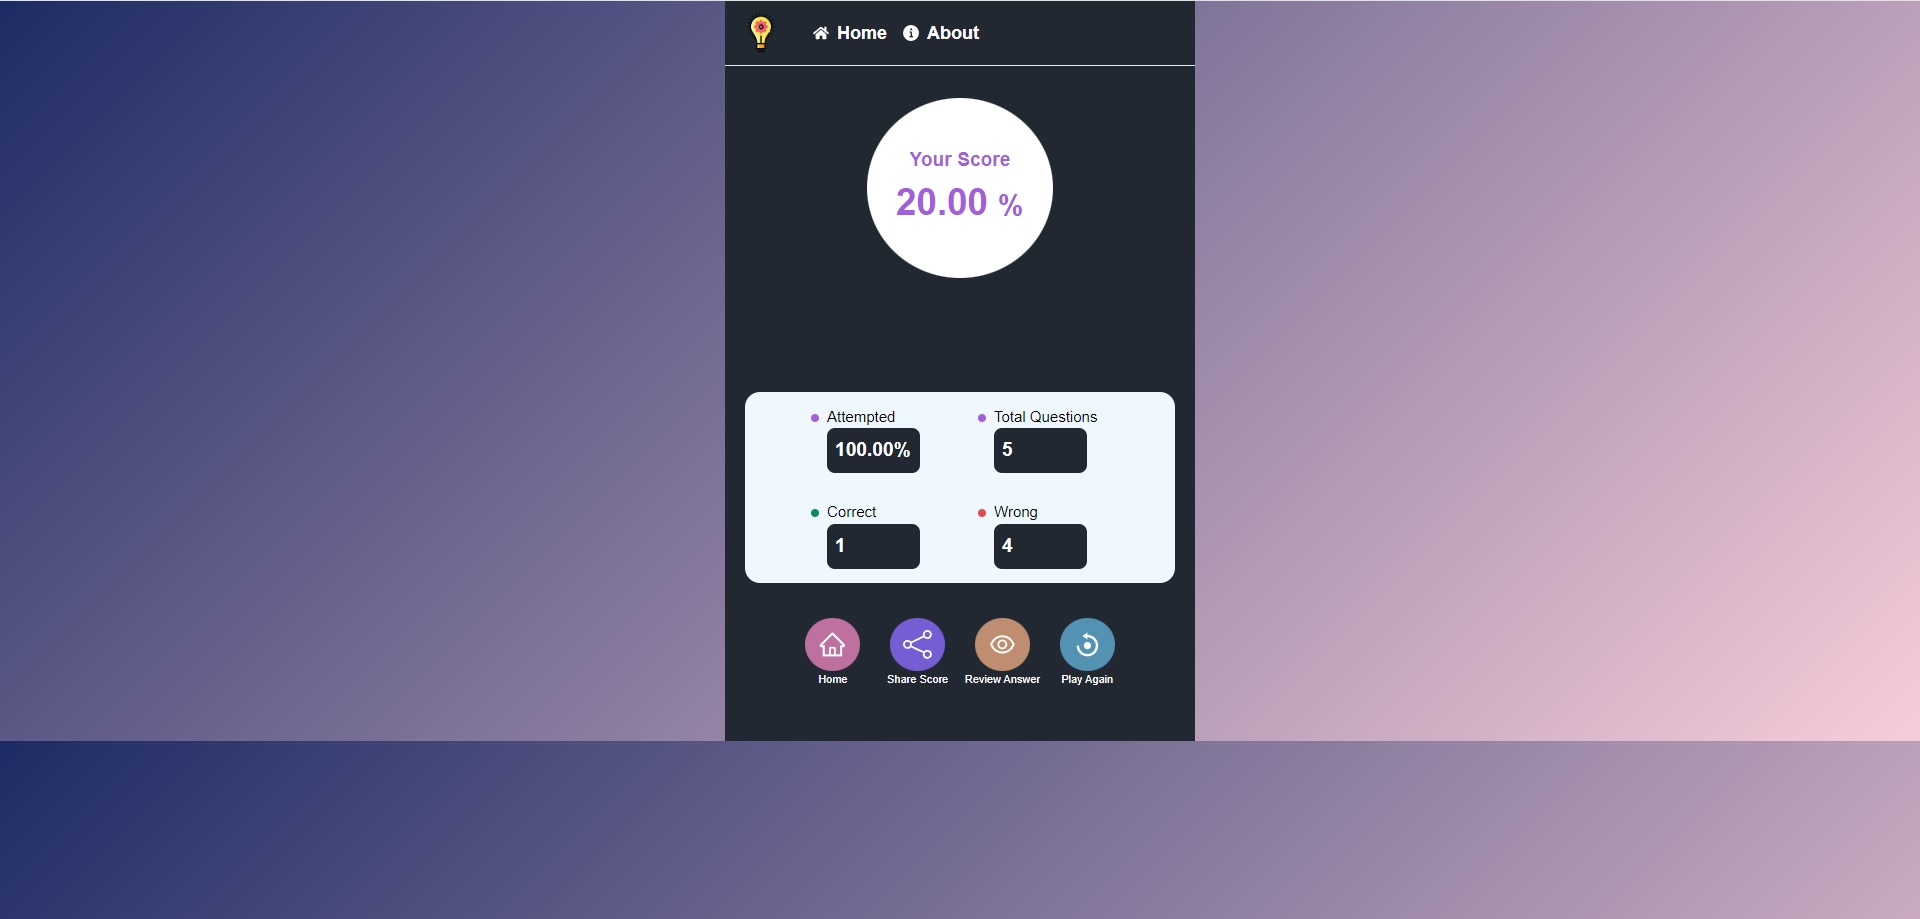 Home About
Your Score
20.00 %
Attempted Total Questions
100.00% 5
Correct Wrong
1 4
Home Share Score Review Answer Play Again